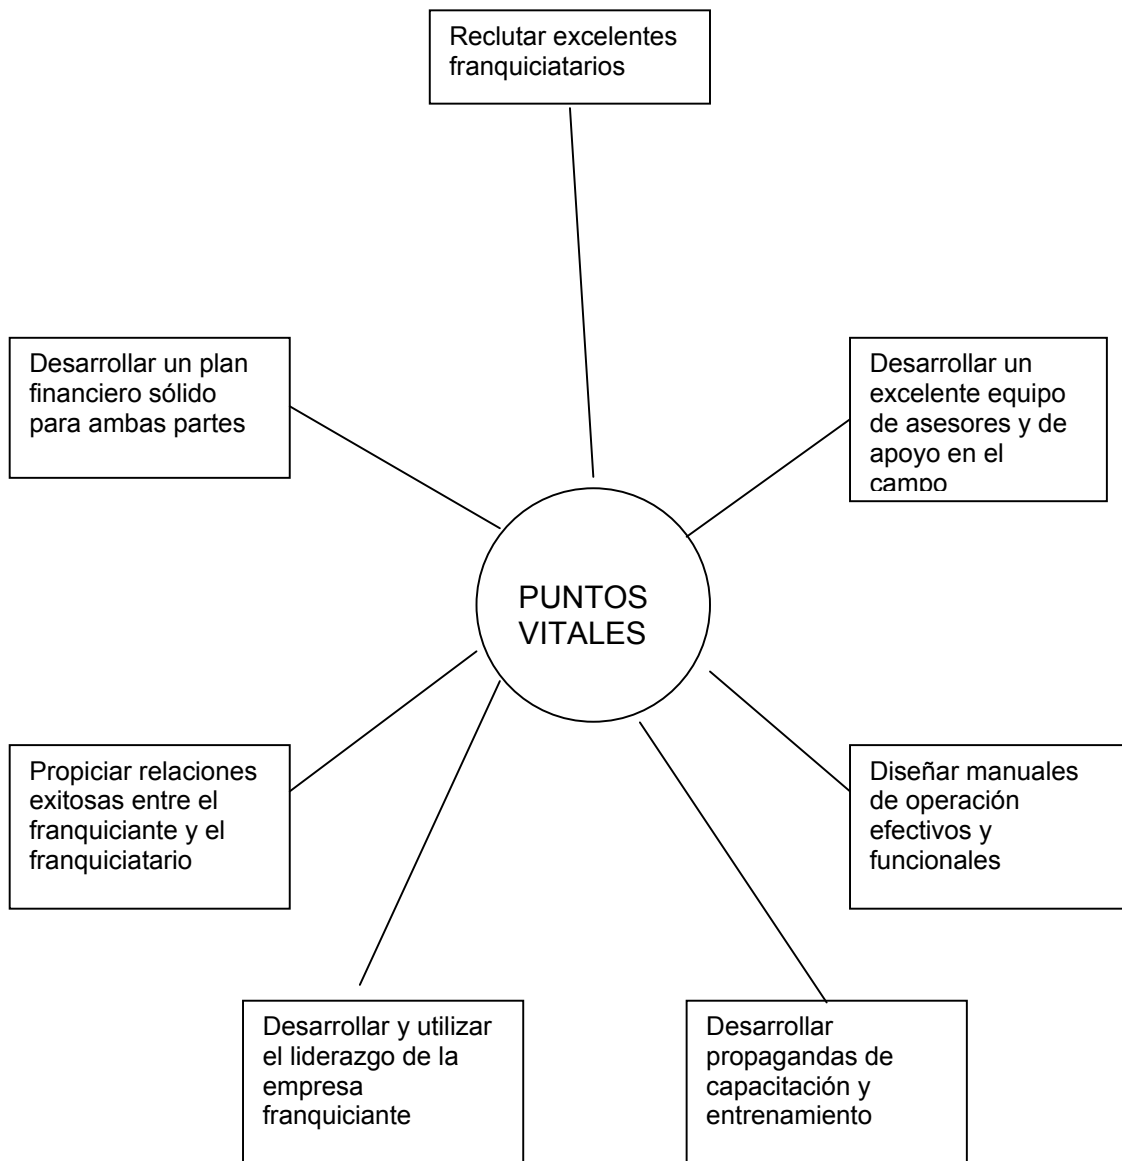 Reclutar excelentes
franquiciatarios
Desarrollar un plan
financiero sólido
para ambas partes
Desarrollar un
excelente equipo
de asesores y de
apoyo en el
campo
PUNTOS
VITALES
Propiciar relaciones
exitosas entre el
franquiciante y el
franquiciatario
Diseñar manuales
de operación
efectivos y
funcionales
Desarrollar y utilizar
el liderazgo de la
empresa
franquiciante
Desarrollar
propagandas de
capacitación y
entrenamiento